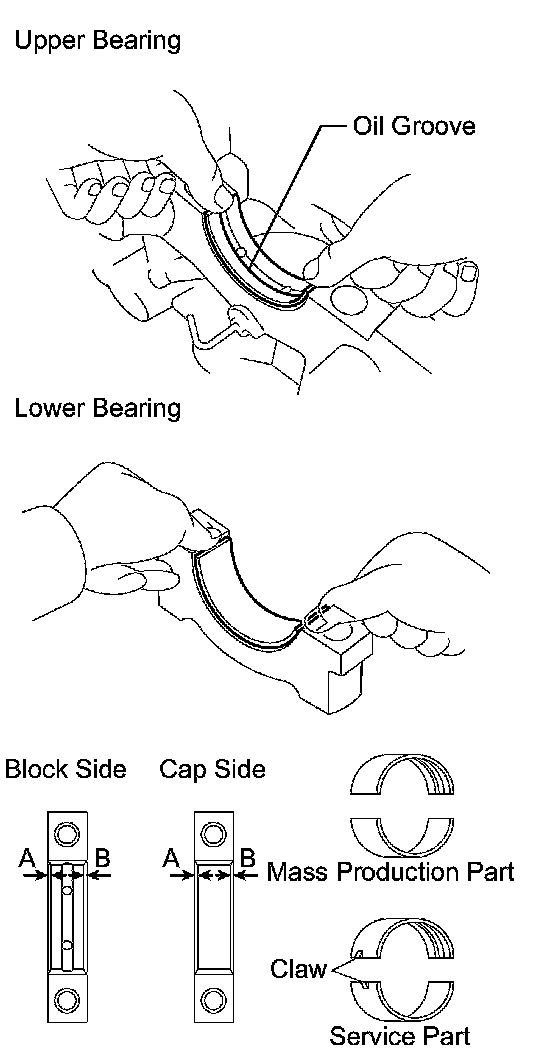 Upper Bearing
Oil Groove
Lower Bearing
Block Side
Cap Side
A
B
A
B
Mass Production Part
Claw
Service Part